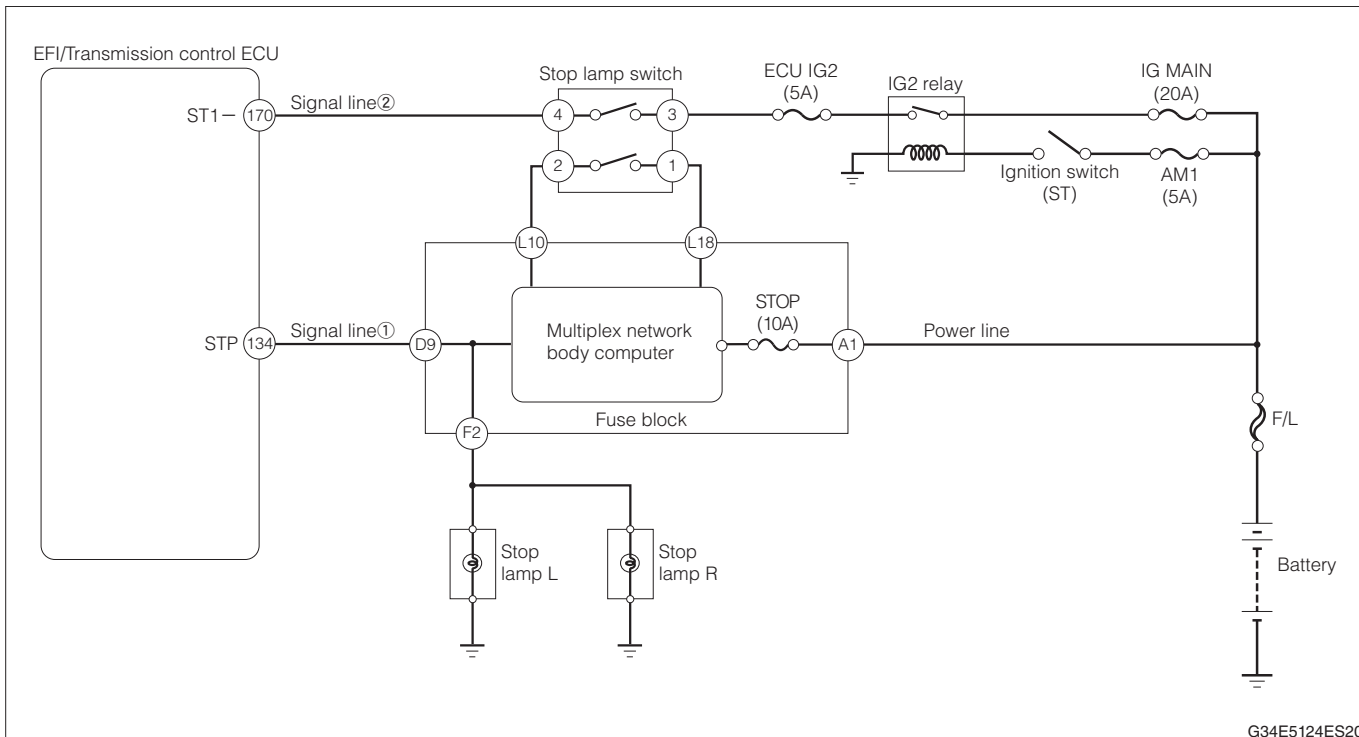 EFI/Transmission control ECU
Stop lamp switch
ECU IG2
(5A)
IG2 relay
IG MAIN
(20A)
ST1－
170
Signal line②
4
3
2
1
Ignition switch
(ST)
AM1
(5A)
L10
L18
STP
134
Signal line①
D9
Multiplex network
body computer
STOP
(10A)
A1
Power line
Fuse block
F2
F/L
Stop
lamp L
Stop
lamp R
Battery
G34E5124ES20